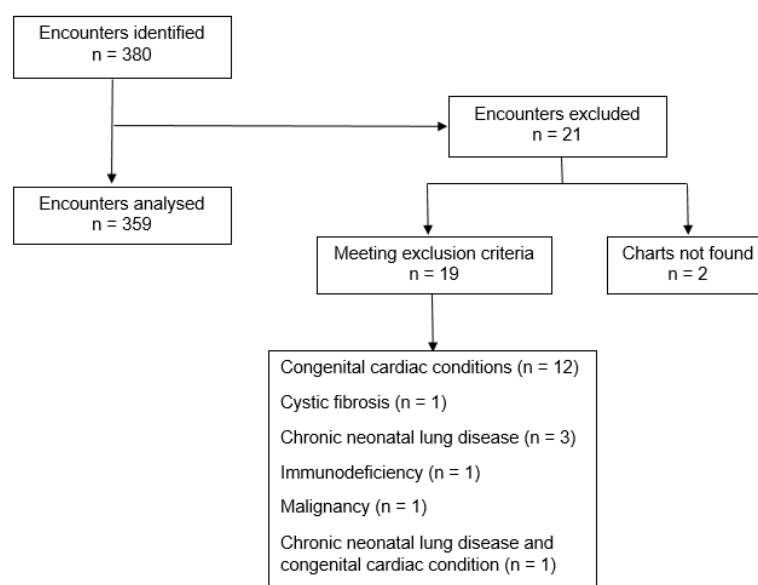 Encounters identified
n = 380
Encounters excluded
n = 21
Encounters analysed
n = 359
Meeting exclusion criteria
n = 19
Charts not found
n = 2
Congenital cardiac conditions (n = 12)
Cystic fibrosis (n = 1)
Chronic neonatal lung disease (n = 3)
Immunodeficiency (n = 1)
Malignancy (n = 1)
Chronic neonatal lung disease and
congenital cardiac condition (n = 1)